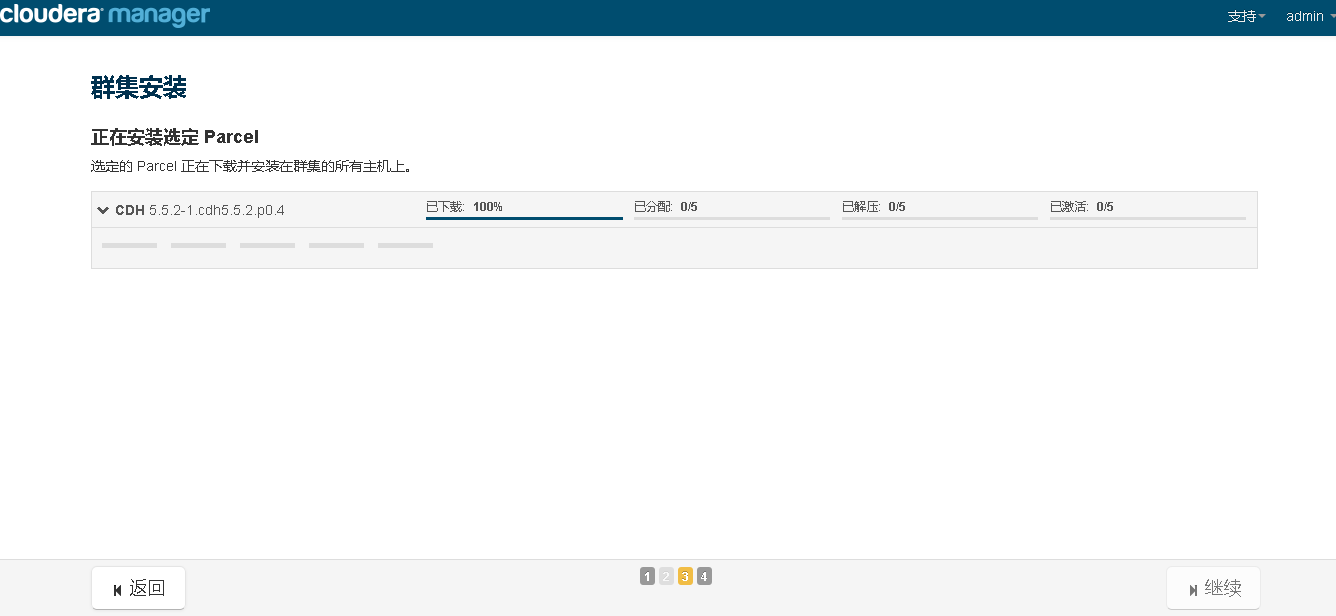 cloudera manager 支持 admin
群集安装
正在安装选定 Parcel
选定的 Parcel 正在下载并安装在群集的所有主机上。
CDH 5.5.2-1.cdh5.5.2.p0.4 已下载: 100% 已分配: 0/5 已解压: 0/5 已激活: 0/5
返回 1 2 3 4 继续